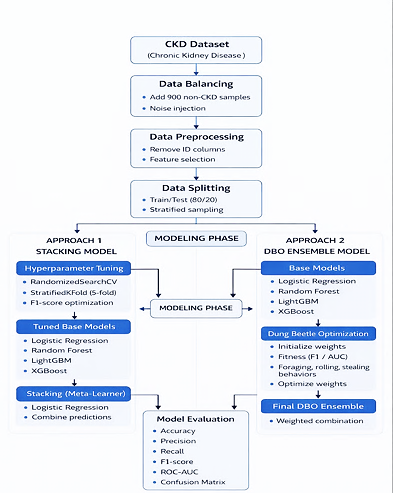 CKD Dataset
(Chronic Kidney Disease)
Data Balancing
• Add 900 non-CKD samples
• Noise injection
Data Preprocessing
• Remove ID columns
• Feature selection
Data Splitting
• Train/Test (80/20)
• Stratified sampling
APPROACH 1
STACKING MODEL
Hyperparameter Tuning
• RandomizedSearchCV
• StratifiedKFold (5-fold)
• F1-score optimization
Tuned Base Models
• Logistic Regression
• Random Forest
• LightGBM
• XGBoost
Stacking (Meta-Learner)
• Logistic Regression
• Combine predictions
MODELING PHASE
MODELING PHASE
Model Evaluation
• Accuracy
• Precision
• Recall
• F1-score
• ROC-AUC
• Confusion Matrix
APPROACH 2
DBO ENSEMBLE MODEL
Base Models
• Logistic Regression
• Random Forest
• LightGBM
• XGBoost
Dung Beetle Optimization
• Initialize weights
• Fitness (F1 / AUC)
• Foraging, rolling, stealing
behaviors
• Optimize weights
Final DBO Ensemble
• Weighted combination